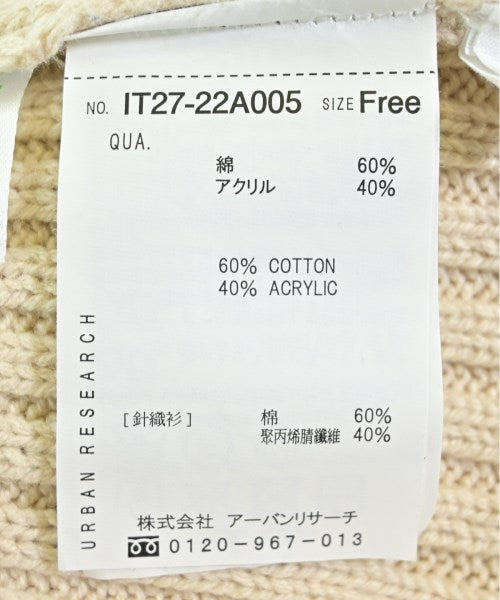 NO. IT27-22A005 SIZE Free
QUA.
綿 60%
アクリル 40%
60% COTTON
40% ACRYLIC
URBAN RESEARCH
[針織衫] 棉 60%
聚丙烯腈纖維 40%
株式会社 アーバンリサーチ
0120-967-013